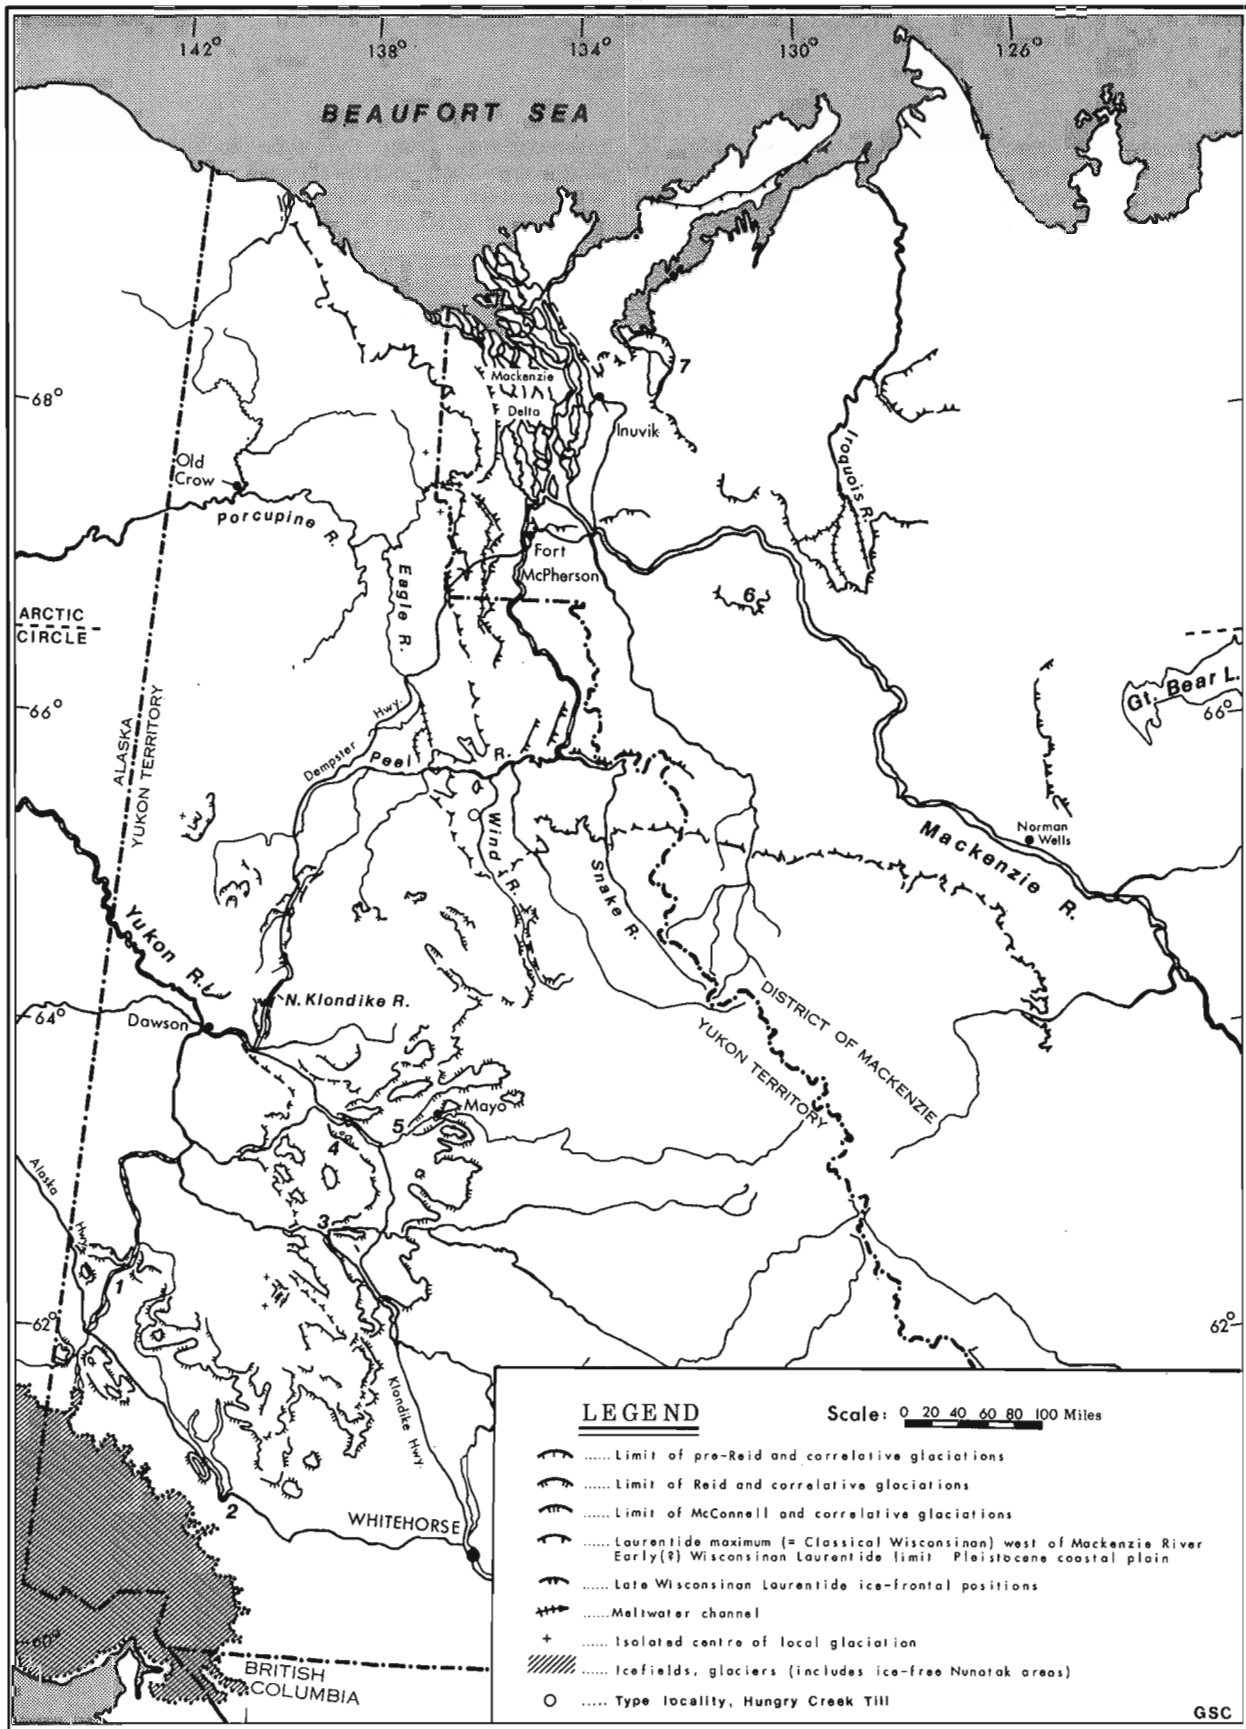 142° 138° 134° 130° 126°
BEAUFORT SEA
68°
Mackenzie
Delta
7
Inuvik
Iroquois R.
Old
Crow
Porcupine R.
Fort
McPherson
Eagle R.
6
ARCTIC
CIRCLE
Gt. Bear L.
66°
66°
ALASKA
YUKON TERRITORY
Dempster Hwy.
Peel R.
Wind R.
Snake R.
Norman
Wells
Mackenzie R.
Yukon R.
N. Klondike R.
64°
Dawson
DISTRICT OF MACKENZIE
YUKON TERRITORY
Mayo
5
4
Alaska Hwy.
3
1
62°
62°
Klondike Hwy.
2
WHITEHORSE
60°
BRITISH
COLUMBIA
LEGEND
Scale: 0 20 40 60 80 100 Miles
...... Limit of pre-Reid and correlative glaciations
...... Limit of Reid and correlative glaciations
...... Limit of McConnell and correlative glaciations
...... Laurentide maximum (= Classical Wisconsinan) west of Mackenzie River
Early(?) Wisconsinan Laurentide limit Pleistocene coastal plain
...... Late Wisconsinan Laurentide ice-frontal positions
...... Meltwater channel
...... Isolated centre of local glaciation
...... Icefields, glaciers (includes ice-free Nunatak areas)
..... Type locality, Hungry Creek Till
GSC